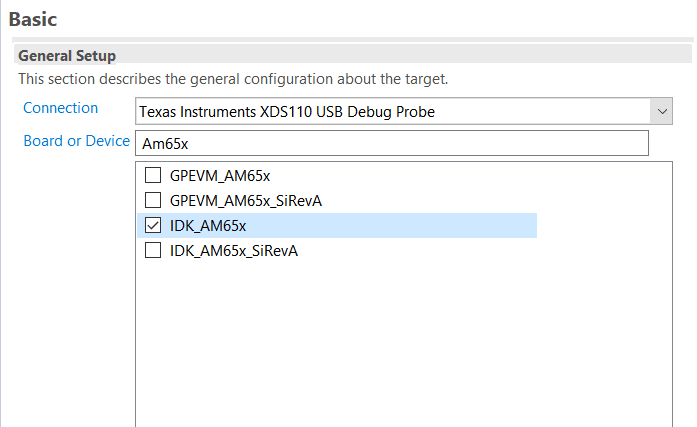 Basic
General Setup
This section describes the general configuration about the target.
Connection
Texas Instruments XDS110 USB Debug Probe
Board or Device
Am65x
GPEVM_AM65x
GPEVM_AM65x_SiRevA
IDK_AM65x
IDK_AM65x_SiRevA